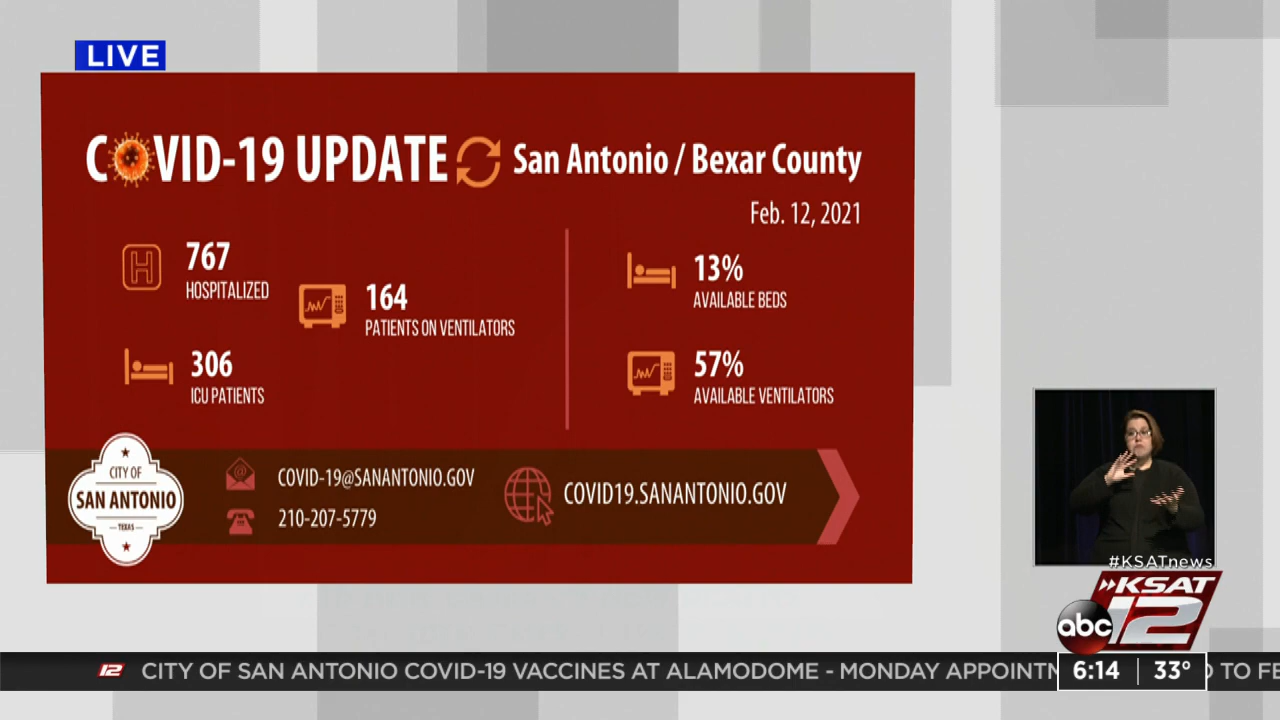 LIVE
COVID-19 UPDATE San Antonio / Bexar County
Feb. 12, 2021
767
HOSPITALIZED
164
PATIENTS ON VENTILATORS
306
ICU PATIENTS
13%
AVAILABLE BEDS
57%
AVAILABLE VENTILATORS
CITY OF
SAN ANTONIO
TEXAS
COVID-19@SANANTONIO.GOV
210-207-5779
COVID19.SANANTONIO.GOV
#KSATnews
KSAT
abc 12
12 CITY OF SAN ANTONIO COVID-19 VACCINES AT ALAMODOME - MONDAY TO
6:14 33°